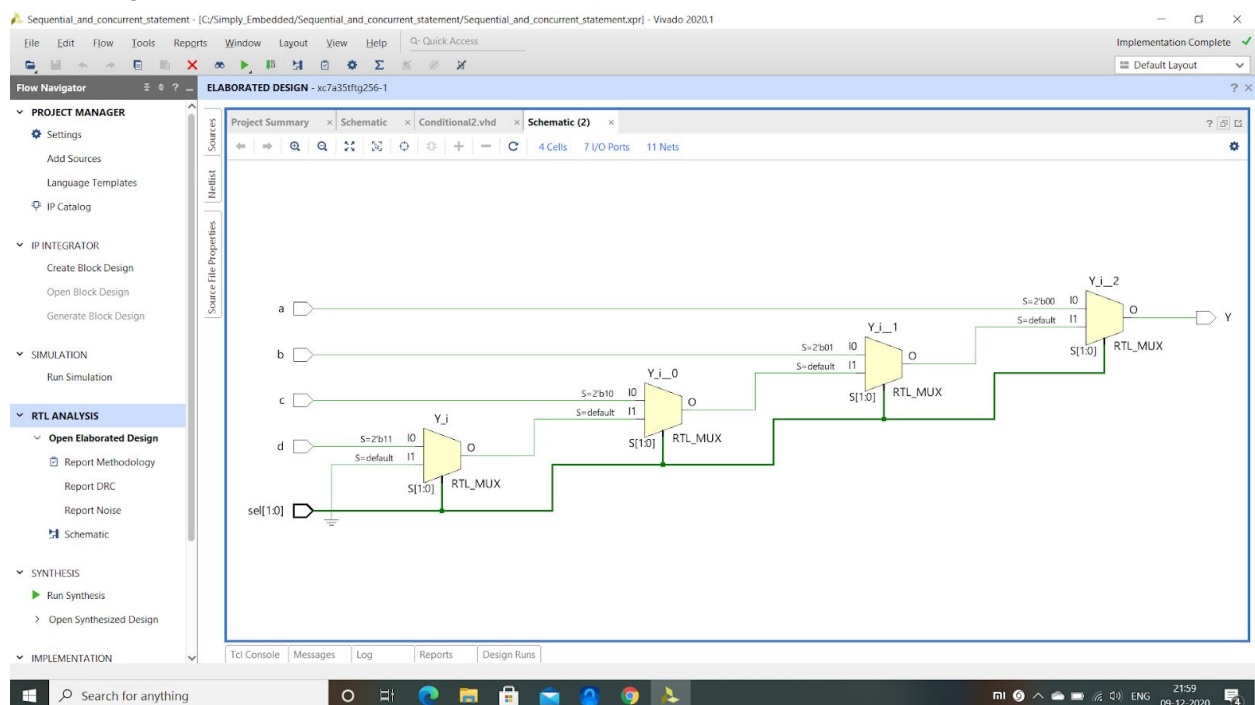 Sequential_and_concurrent_statement - [C:/Simply_Embedded/Sequential_and_concurrent_statement/Sequential_and_concurrent_statement.xpr] - Vivado 2020.1
File Edit Flow Tools Reports Window Layout View Help Q- Quick Access Implementation Complete
Default Layout
Flow Navigator
ELABORATED DESIGN - xc7a35tftg256-1
PROJECT MANAGER
Settings
Add Sources
Language Templates
IP Catalog
IP INTEGRATOR
Create Block Design
Open Block Design
Generate Block Design
SIMULATION
Run Simulation
RTL ANALYSIS
Open Elaborated Design
Report Methodology
Report DRC
Report Noise
Schematic
SYNTHESIS
Run Synthesis
Open Synthesized Design
IMPLEMENTATION
Sources
Netlist
Source File Properties
Project Summary Schematic Conditional2.vhd Schematic (2)
4 Cells 7 I/O Ports 11 Nets
Y_i__2
a S=2'b00 I0 O Y
S=default I1
S[1:0] RTL_MUX
Y_i__1
b S=2'b01 I0 O
S=default I1
S[1:0] RTL_MUX
Y_i__0
c S=2'b10 I0 O
S=default I1
S[1:0] RTL_MUX
Y_i
d S=2'b11 I0 O
S=default I1
S[1:0] RTL_MUX
sel[1:0]
Tcl Console Messages Log Reports Design Runs
Search for anything
ENG
21:59
09-12-2020
4